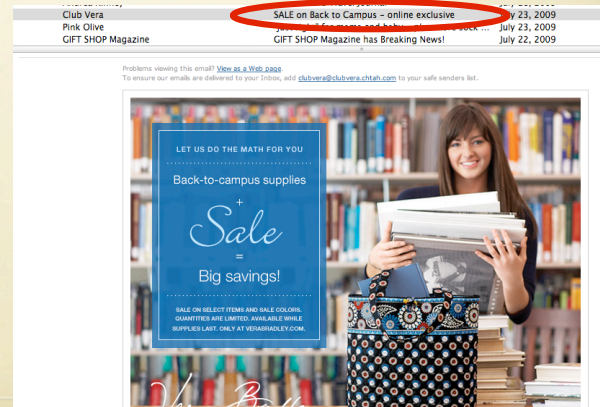 Club Vera SALE on Back to Campus – online exclusive July 23, 2009
Pink Olive July 23, 2009
GIFT SHOP Magazine GIFT SHOP Magazine has Breaking News! July 22, 2009
Problems viewing this email? View as a Web page.
To ensure our emails are delivered to your Inbox, add clubvera@clubvera.chtah.com to your safe senders list.
LET US DO THE MATH FOR YOU
Back-to-campus supplies
+
Sale
=
Big savings!
SALE ON SELECT ITEMS AND SALE COLORS.
QUANTITIES ARE LIMITED. AVAILABLE WHILE
SUPPLIES LAST. ONLY AT VERABRADLEY.COM.